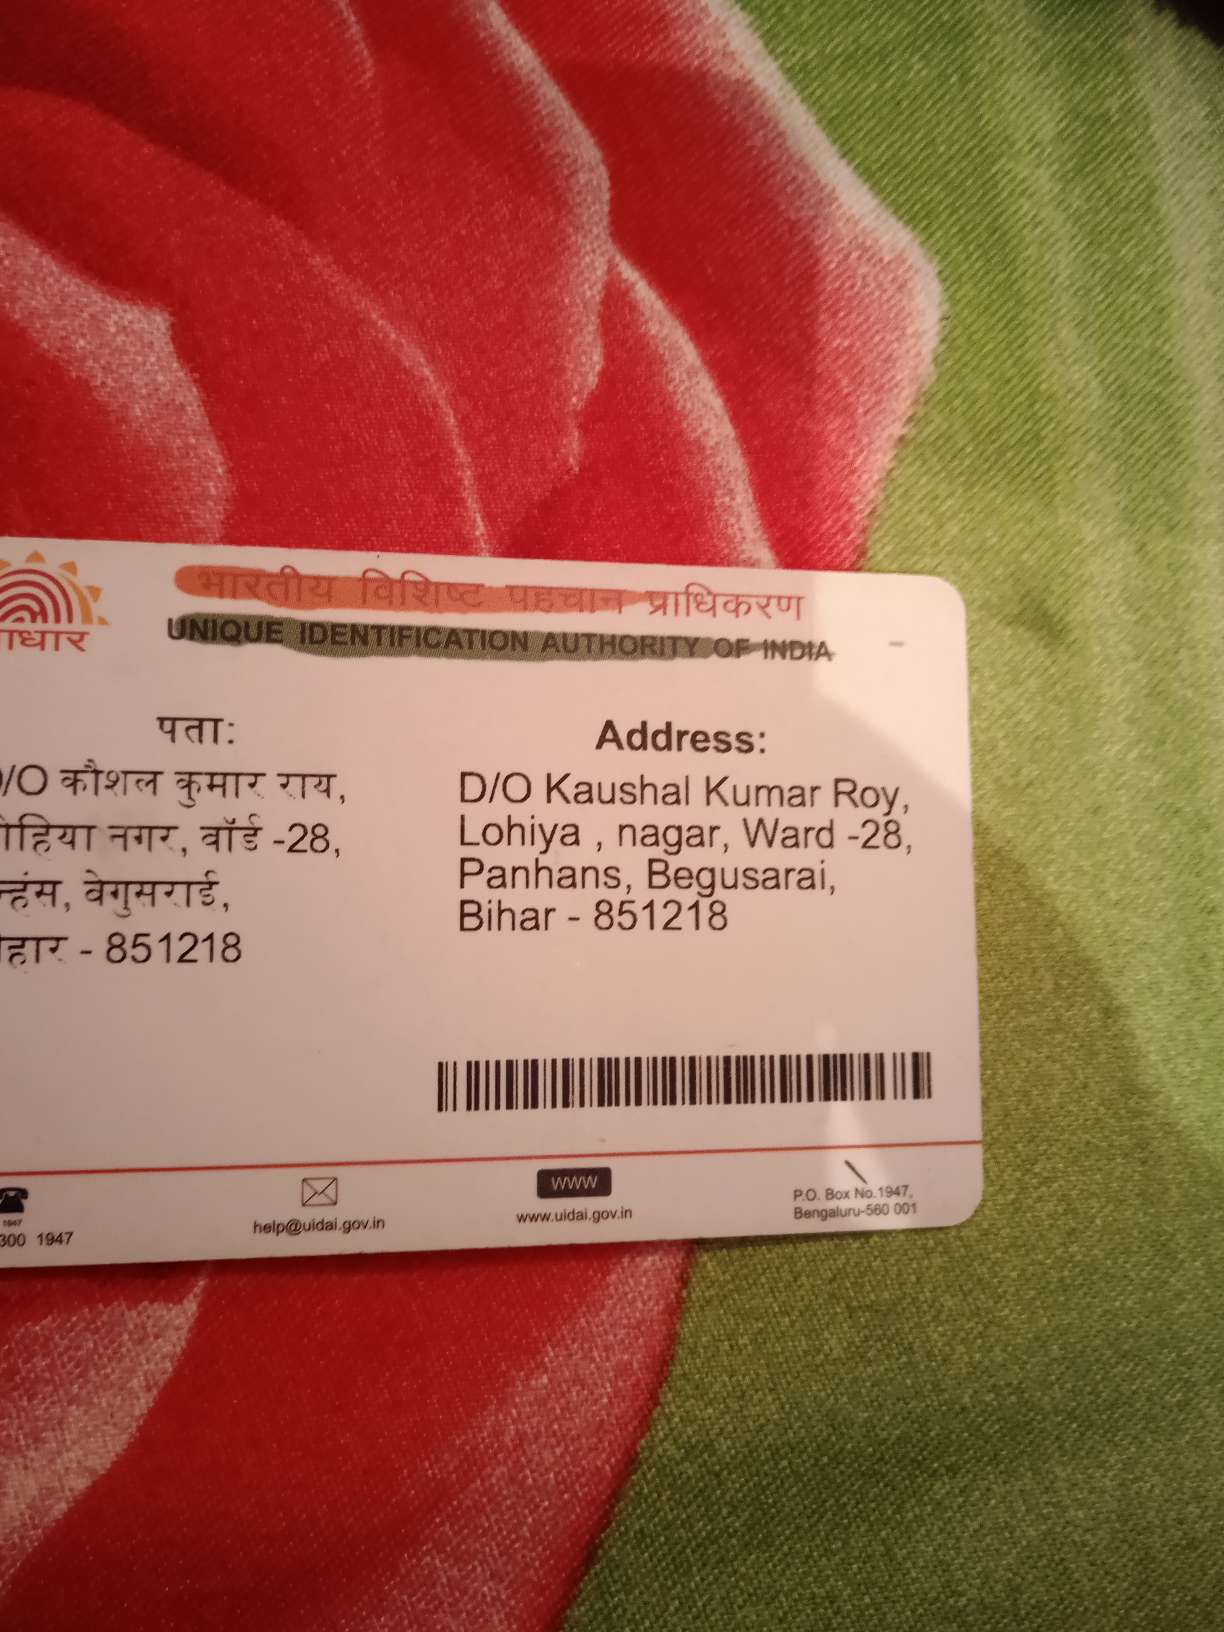 भारतीय विशिष्ट पहचान प्राधिकरण
UNIQUE IDENTIFICATION AUTHORITY OF INDIA
पता:
कौशल कुमार राय,
नगर, वॉर्ड -28,
वेगुसराई,
- 851218
Address:
D/O Kaushal Kumar Roy,
Lohiya , nagar, Ward -28,
Panhans, Begusarai,
Bihar - 851218
1947
300 1947
help@uidai.gov.in
www
www.uidai.gov.in
P.O. Box No.1947,
Bengaluru-560 001